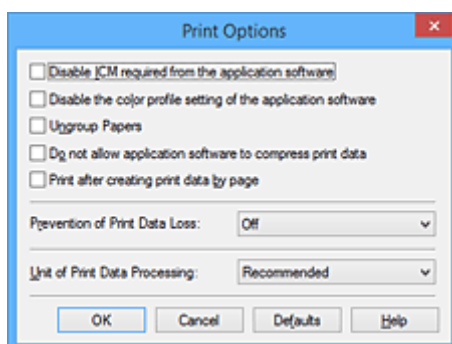 Print Options
Disable ICM required from the application software
Disable the color profile setting of the application software
Ungroup Papers
Do not allow application software to compress print data
Print after creating print data by page
Prevention of Print Data Loss: Off
Unit of Print Data Processing: Recommended
OK Cancel Defaults Help